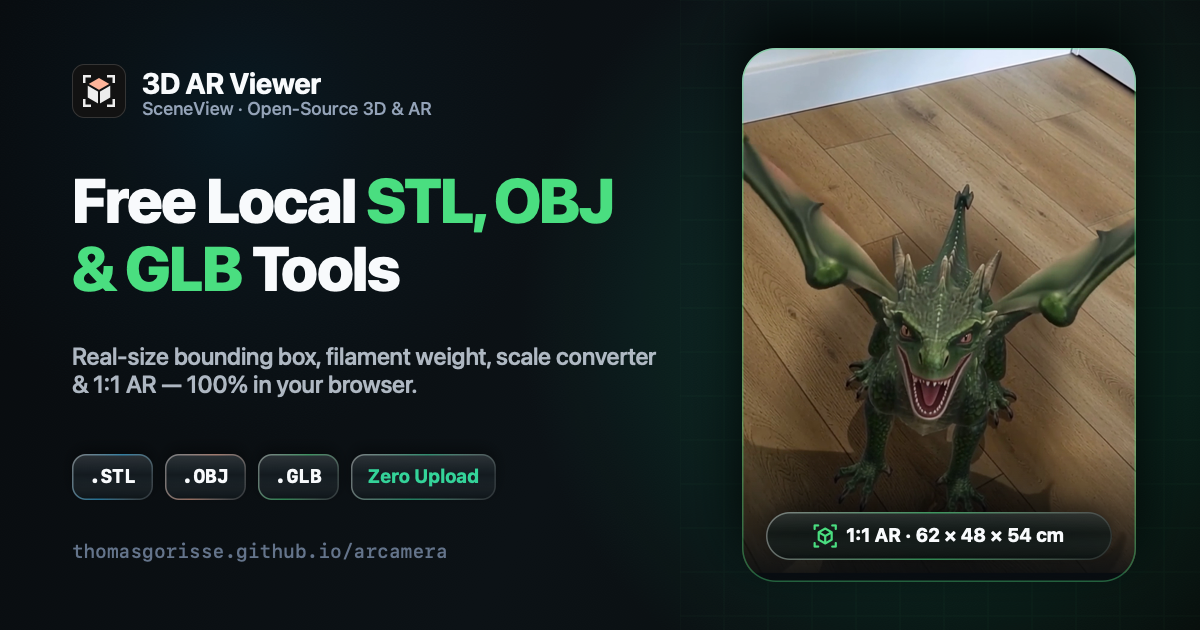 3D AR Viewer
SceneView · Open-Source 3D & AR
Free Local STL, OBJ
& GLB Tools
Real-size bounding box, filament weight, scale converter
& 1:1 AR — 100% in your browser.
.STL
.OBJ
.GLB
Zero Upload
thomasgorisse.github.io/arcamera
1:1 AR · 62 × 48 × 54 cm